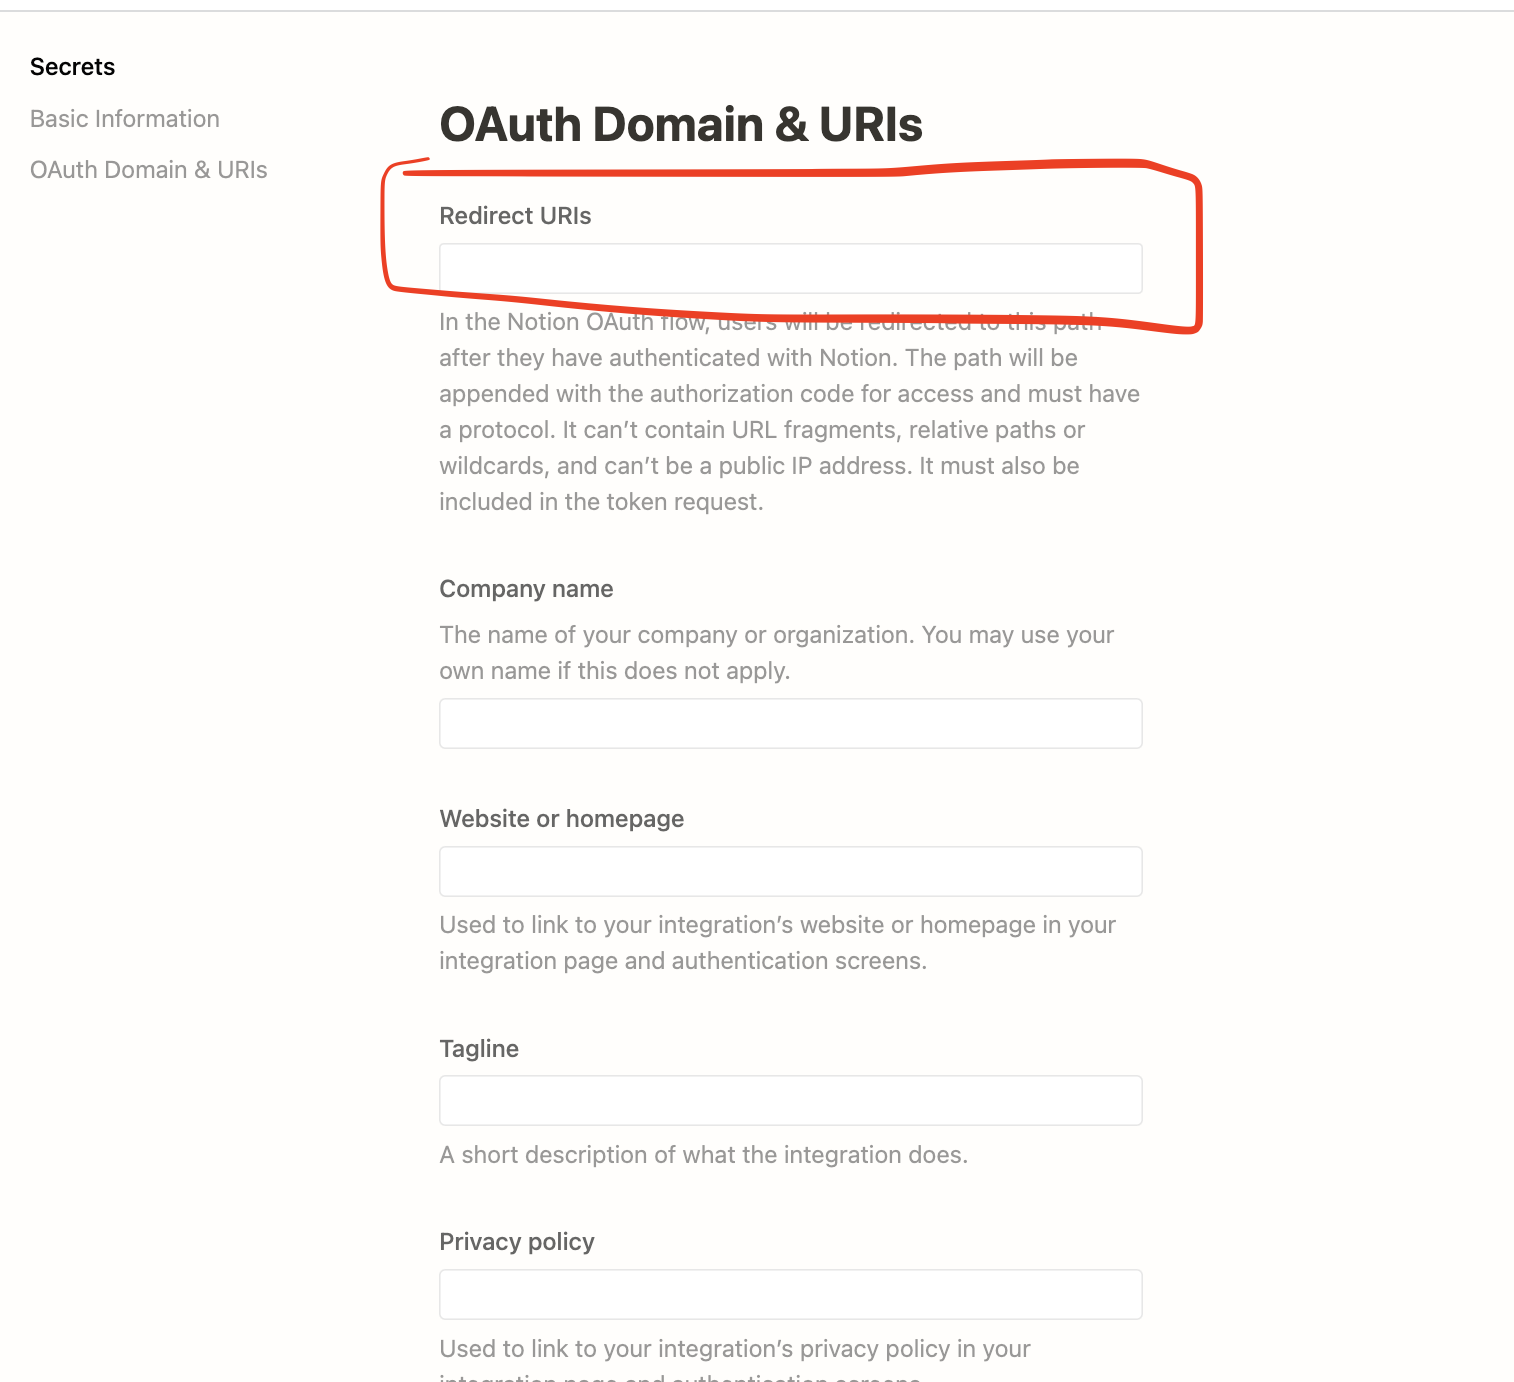 Secrets
Basic Information
OAuth Domain & URIs
OAuth Domain & URIs
Redirect URIs
In the Notion OAuth flow, users will be redirected to this path
after they have authenticated with Notion. The path will be
appended with the authorization code for access and must have
a protocol. It can’t contain URL fragments, relative paths or
wildcards, and can’t be a public IP address. It must also be
included in the token request.
Company name
The name of your company or organization. You may use your
own name if this does not apply.
Website or homepage
Used to link to your integration’s website or homepage in your
integration page and authentication screens.
Tagline
A short description of what the integration does.
Privacy policy
Used to link to your integration’s privacy policy in your
integration page and authentication screens.